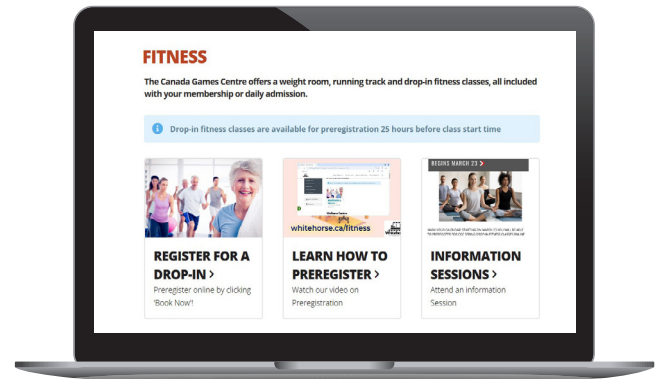 FITNESS
The Canada Games Centre offers a weight room, running track and drop-in fitness classes, all included
with your membership or daily admission.
Drop-in fitness classes are available for preregistration 25 hours before class start time
BEGINS MARCH 23
whitehorse.ca/fitness
REGISTER FOR A
DROP-IN >
Preregister online by clicking
'Book Now'!
LEARN HOW TO
PREREGISTER >
Watch our video on
Preregistration
INFORMATION
SESSIONS >
Attend an information
Session